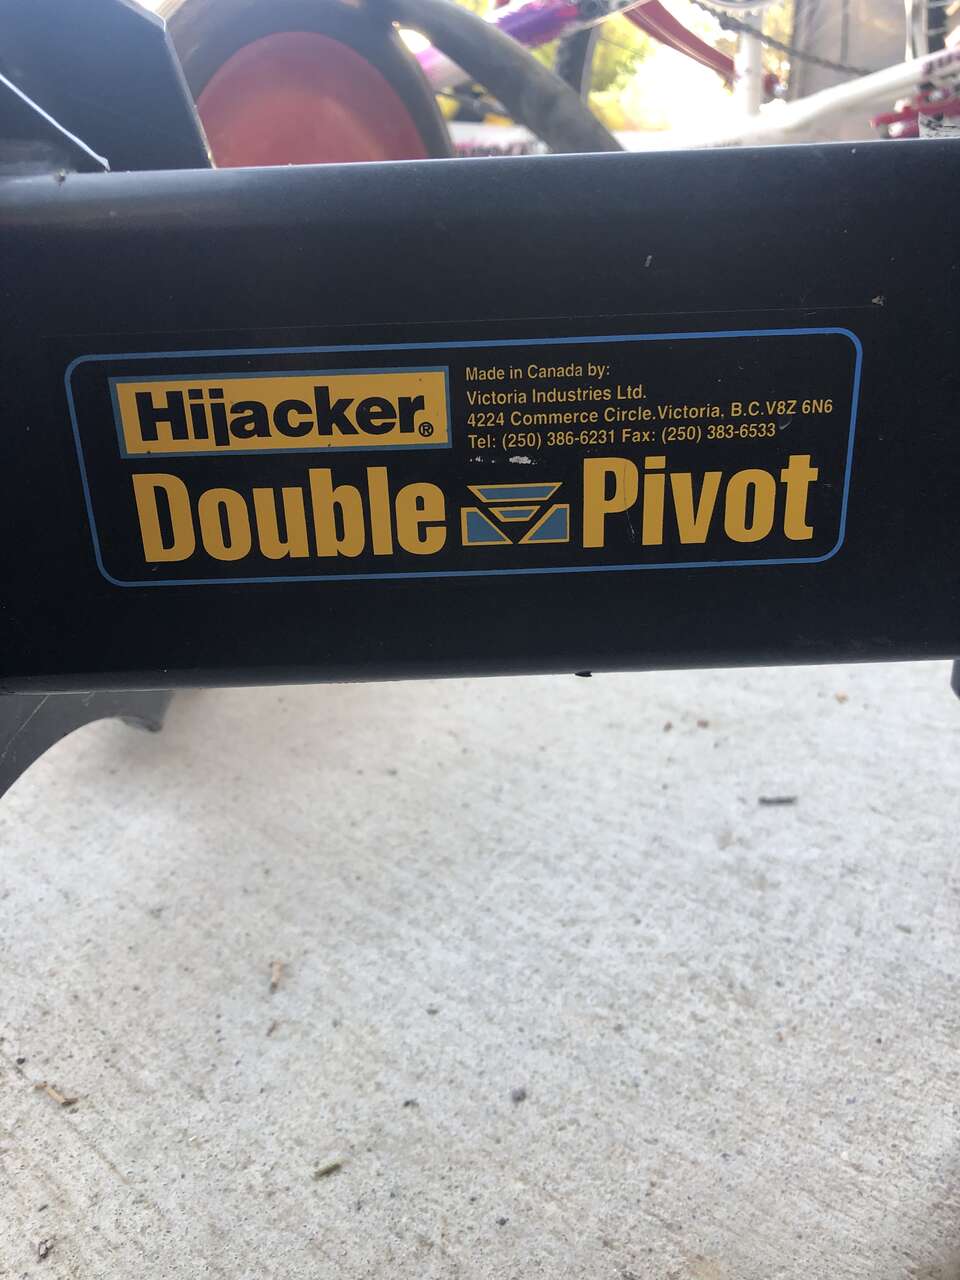 Hijacker®
Made in Canada by:
Victoria Industries Ltd.
4224 Commerce Circle.Victoria, B.C.V8Z 6N6
Tel: (250) 386-6231 Fax: (250) 383-6533
Double Pivot